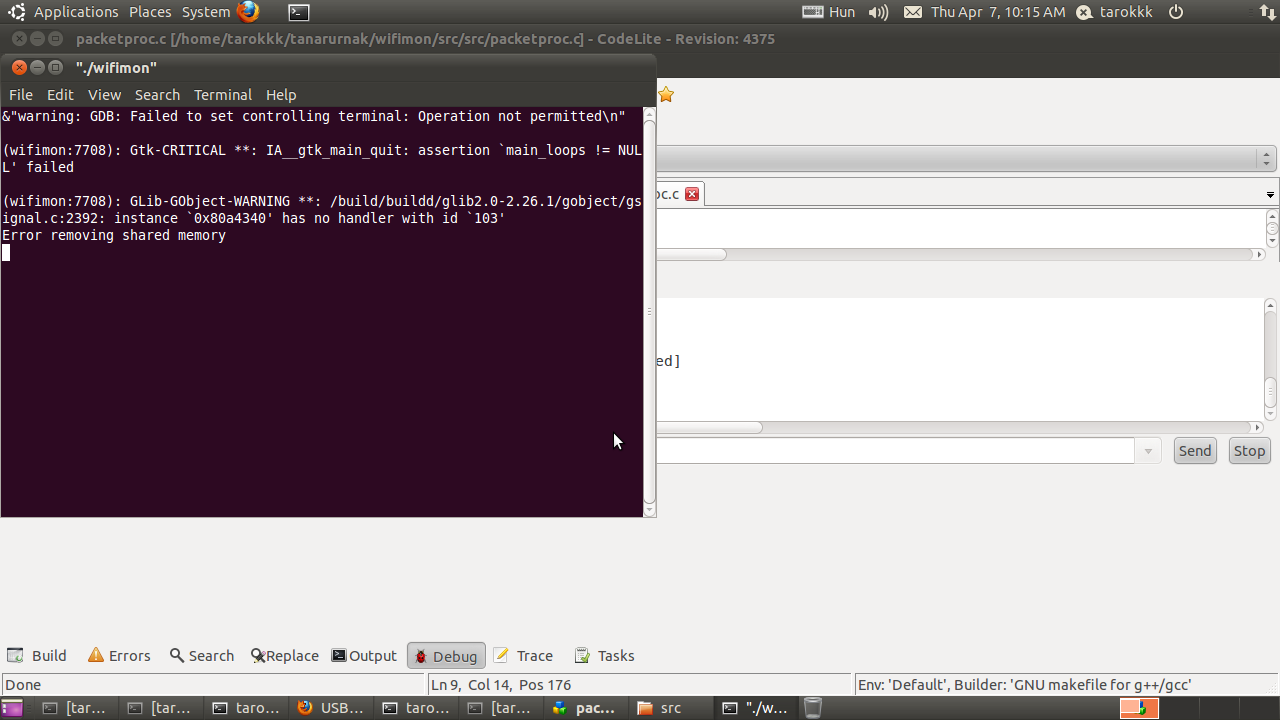 Applications Places System Hun Thu Apr 7, 10:15 AM tarokkk
packetproc.c [/home/tarokkk/tanarurnak/wifimon/src/src/packetproc.c] - CodeLite - Revision: 4375
"./wifimon"
File Edit View Search Terminal Help
&"warning: GDB: Failed to set controlling terminal: Operation not permitted\n"
(wifimon:7708): Gtk-CRITICAL **: IA__gtk_main_quit: assertion `main_loops != NUL
L' failed
(wifimon:7708): GLib-GObject-WARNING **: /build/buildd/glib2.0-2.26.1/gobject/gs
ignal.c:2392: instance `0x80a4340' has no handler with id `103'
Error removing shared memory
oc.c
ed]
Send Stop
Build Errors Search Replace Output Debug Trace Tasks
Done Ln 9, Col 14, Pos 176 Env: 'Default', Builder: 'GNU makefile for g++/gcc'
[tar... [tar... taro... USB... taro... [tar... pac... src "./w...